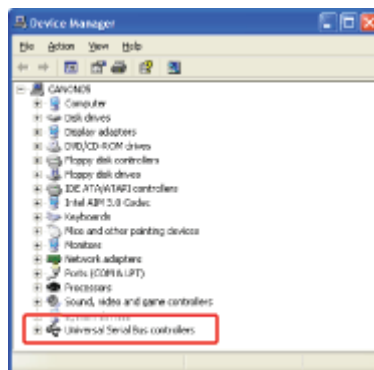 Device Manager
File Action View Help
CANONDS
Computer
Disk drives
Display adapters
DVD/CD-ROM drives
Floppy disk controllers
Floppy disk drives
IDE ATA/ATAPI controllers
Intel AIM 3.0 Codec
Keyboards
Mice and other pointing devices
Monitors
Network adapters
Ports (COM & LPT)
Processors
Sound, video and game controllers
Universal Serial Bus controllers